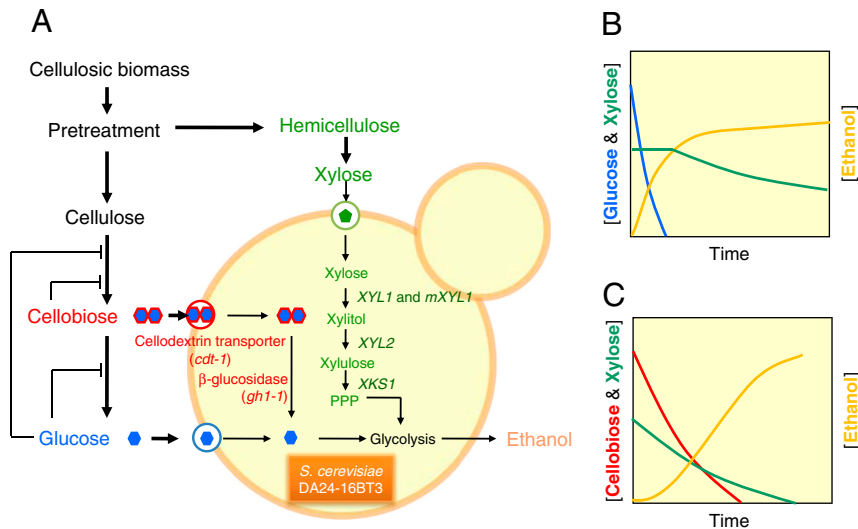 A
Cellulosic biomass
Pretreatment
Hemicellulose
Xylose
Cellulose
Xylose
XYL1 and mXYL1
Xylitol
Cellobiose
Cellodextrin transporter
(cdt-1)
XYL2
β-glucosidase
(gh1-1)
Xylulose
XKS1
PPP
Glucose
Glycolysis
Ethanol
S. cerevisiae
DA24-16BT3
B
[Glucose & Xylose]
[Ethanol]
Time
C
[Cellobiose & Xylose]
[Ethanol]
Time